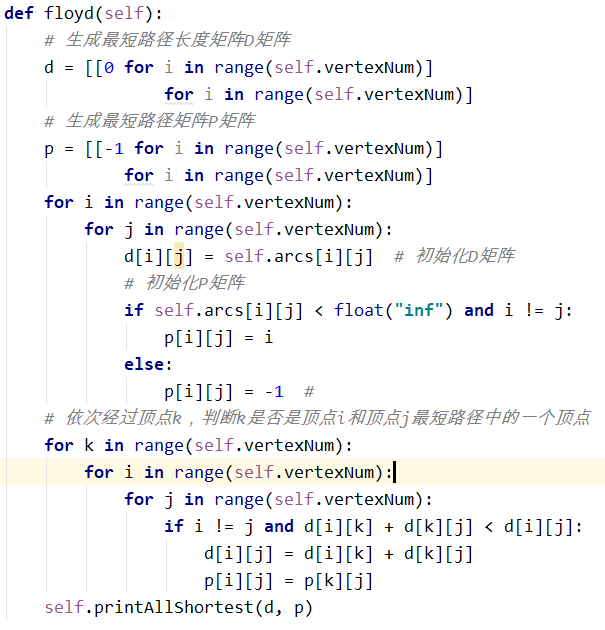 def floyd(self):
    # 生成最短路径长度矩阵D矩阵
    d = [[0 for i in range(self.vertexNum)]
            for i in range(self.vertexNum)]
    # 生成最短路径矩阵P矩阵
    p = [[-1 for i in range(self.vertexNum)]
        for i in range(self.vertexNum)]
    for i in range(self.vertexNum):
        for j in range(self.vertexNum):
            d[i][j] = self.arcs[i][j]  # 初始化D矩阵
            # 初始化P矩阵
            if self.arcs[i][j] < float("inf") and i != j:
                p[i][j] = i
            else:
                p[i][j] = -1  #
    # 依次经过顶点k，判断k是否是顶点i和顶点j最短路径中的一个顶点
    for k in range(self.vertexNum):
        for i in range(self.vertexNum):
            for j in range(self.vertexNum):
                if i != j and d[i][k] + d[k][j] < d[i][j]:
                    d[i][j] = d[i][k] + d[k][j]
                    p[i][j] = p[k][j]
    self.printAllShortest(d, p)